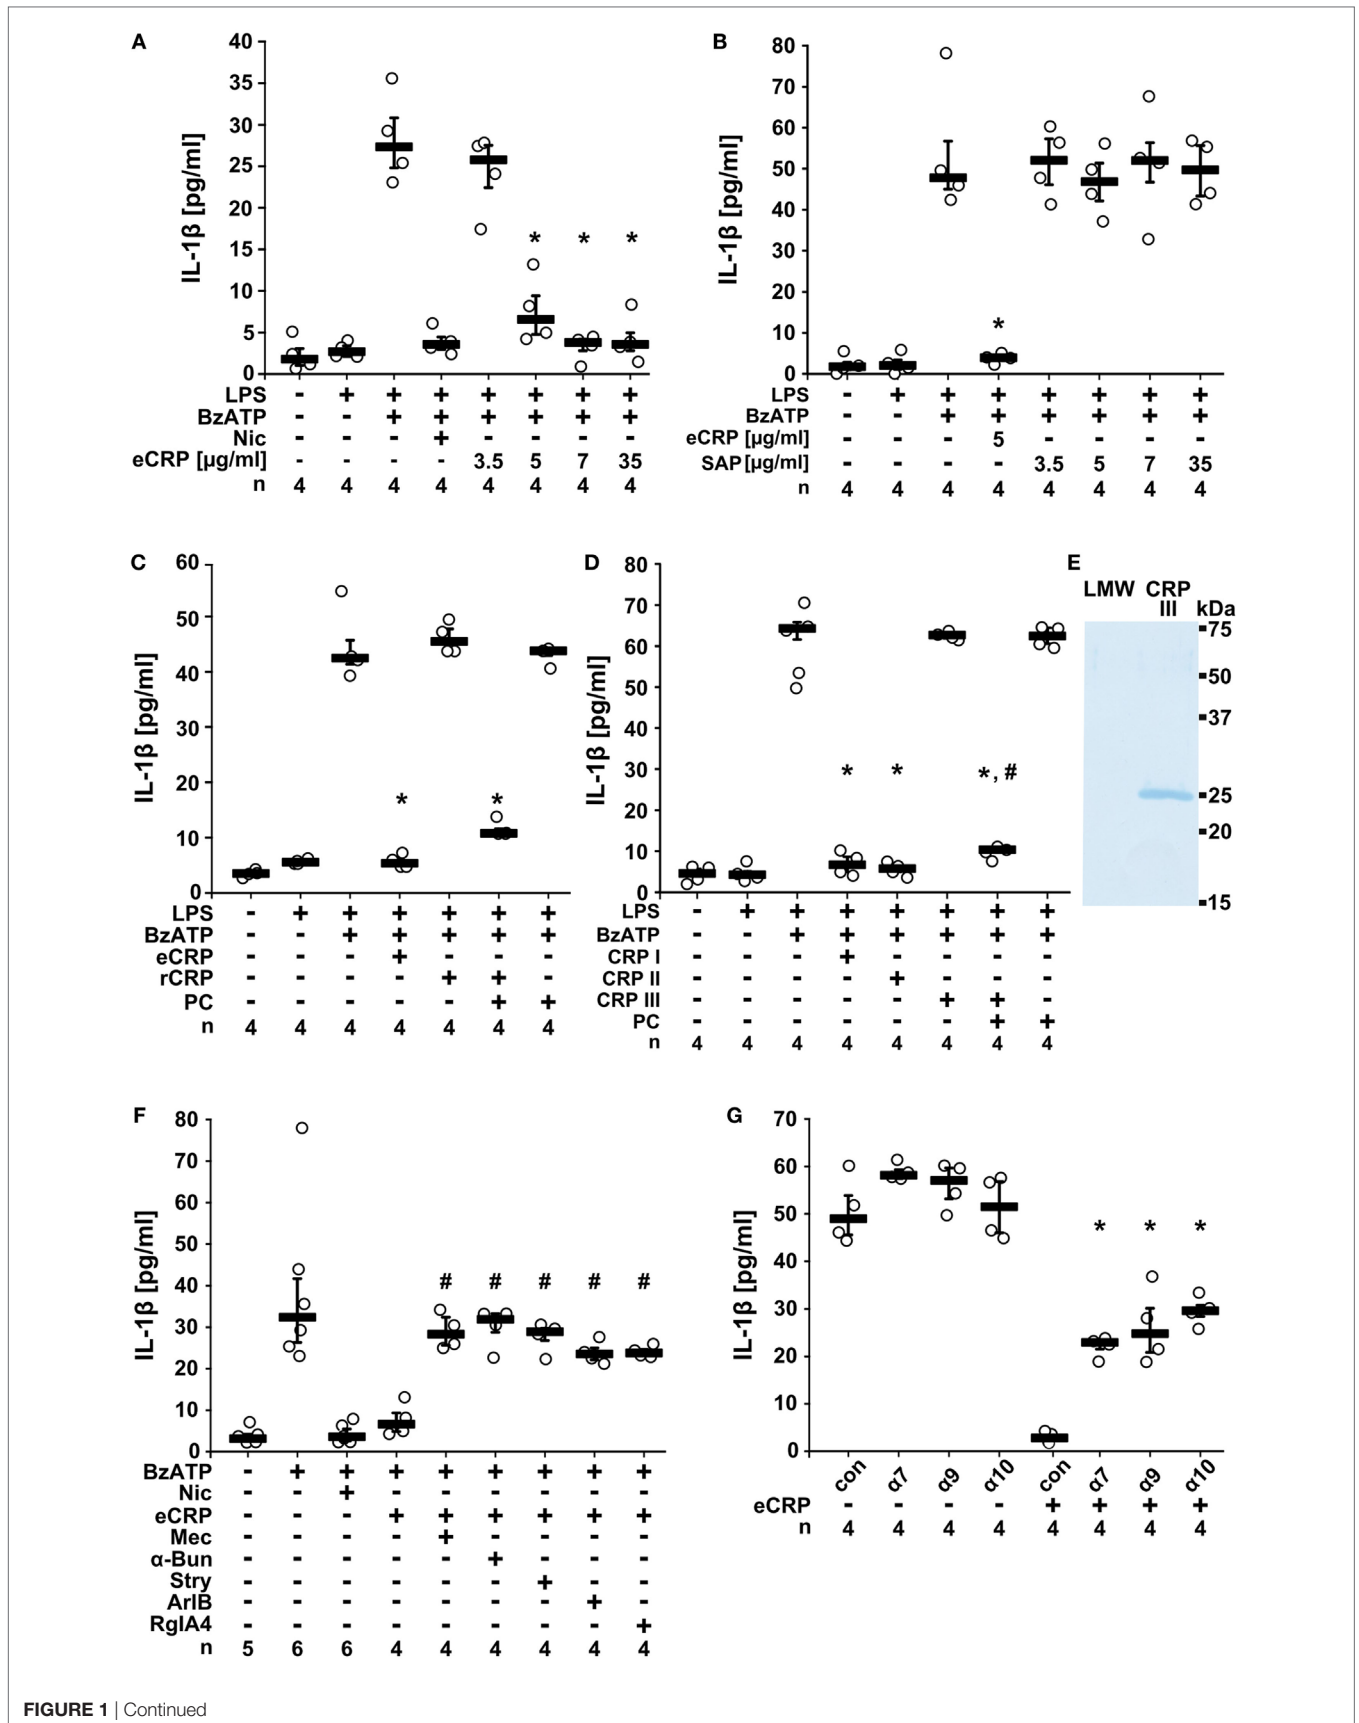 A
40
35
30
25
20
15
10
5
0
IL-1β [pg/ml]
* * *
LPS - + + + + + + +
BzATP - - + + + + + +
Nic - - - + - - - -
eCRP [µg/ml] - - - - 3.5 5 7 35
n 4 4 4 4 4 4 4 4
B
80
70
60
50
40
30
20
10
0
IL-1β [pg/ml]
*
LPS - + + + + + + +
BzATP - - + + + + + +
eCRP [µg/ml] - - - 5 - - - -
SAP [µg/ml] - - - - 3.5 5 7 35
n 4 4 4 4 4 4 4 4
C
60
50
40
30
20
10
0
IL-1β [pg/ml]
* *
LPS - + + + + + +
BzATP - - + + + + +
eCRP - - - + - - -
rCRP - - - - + + -
PC - - - - - + +
n 4 4 4 4 4 4 4
D
80
70
60
50
40
30
20
10
0
IL-1β [pg/ml]
* * *, #
LPS - + + + + + + +
BzATP - - + + + + + +
CRP I - - - + - - - -
CRP II - - - - + - - -
CRP III - - - - - + + -
PC - - - - - - + +
n 4 4 4 4 4 4 4 4
E
LMW CRP
III kDa
75
50
37
25
20
15
F
80
70
60
50
40
30
20
10
0
IL-1β [pg/ml]
# # # # #
BzATP - + + + + + + + +
Nic - - + - - - - - -
eCRP - - - + + + + + +
Mec - - - - + - - - -
α-Bun - - - - - + - - -
Stry - - - - - - + - -
ArIB - - - - - - - + -
RgIA4 - - - - - - - - +
n 5 6 6 4 4 4 4 4 4
G
70
60
50
40
30
20
10
0
IL-1β [pg/ml]
* * *
con α7 α9 α10 con α7 α9 α10
eCRP - - - - + + + +
n 4 4 4 4 4 4 4 4
FIGURE 1 | Continued